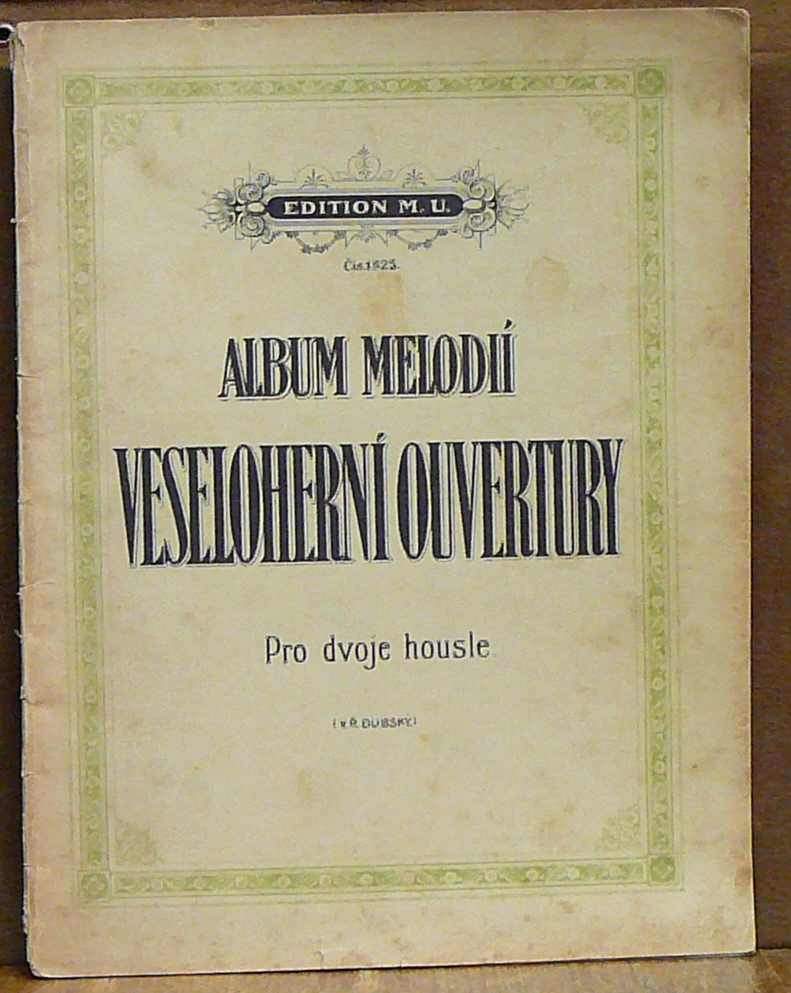 EDITION M. U.
Čís. 1823.
ALBUM MELODIÍ
VESELOHERNÍ OUVERTURY
Pro dvoje housle
DUBSKÝ)